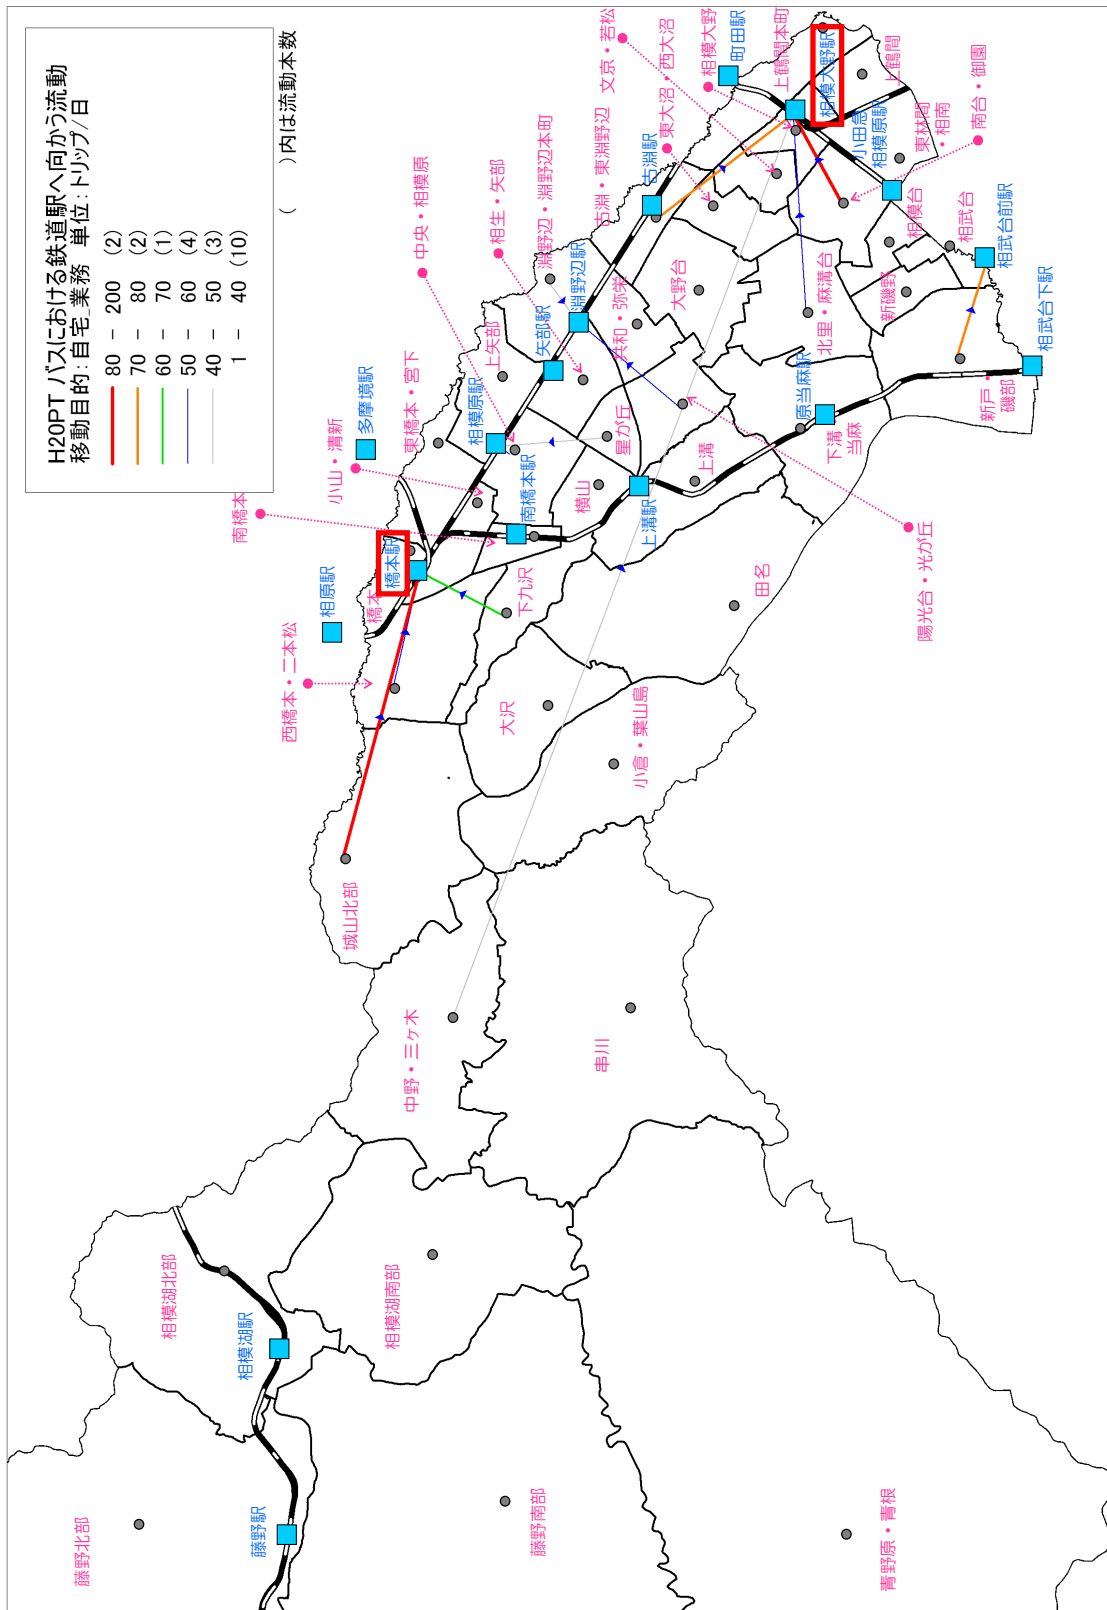 H20PT バスにおける鉄道駅へ向かう流動
移動目的：自宅_業務　単位：トリップ/日
80 － 200 (2)
70 － 80 (2)
60 － 70 (1)
50 － 60 (4)
40 － 50 (3)
1 － 40 (10)
(　)内は流動本数
藤野北部
藤野駅
藤野南部
青野原・青根
相模湖北部
相模湖駅
相模湖南部
中野・三ヶ木
串川
城山北部
小倉・葉山島
大沢
西橋本・二本松
相原駅
橋本
橋本駅
下九沢
田名
南橋本
南橋本駅
小山・清新
多摩境駅
東橋本・宮下
相模原駅
中央・相模原
上矢部
矢部駅
相生・矢部
横山
星が丘
上溝駅
上溝
陽光台・光が丘
淵野辺・淵野辺本町
淵野辺駅
共和・弥栄
古淵・東淵野辺
古淵駅
大野台
東大沼・西大沼
文京・若松
相模大野
町田駅
上鶴間本町
相模大野駅
上鶴間
小田急
相模原駅
東林間
・相南
南台・御園
相模台
相武台
相武台前駅
新磯野
北里・麻溝台
原当麻駅
下溝
当麻
新戸・
磯部
相武台下駅